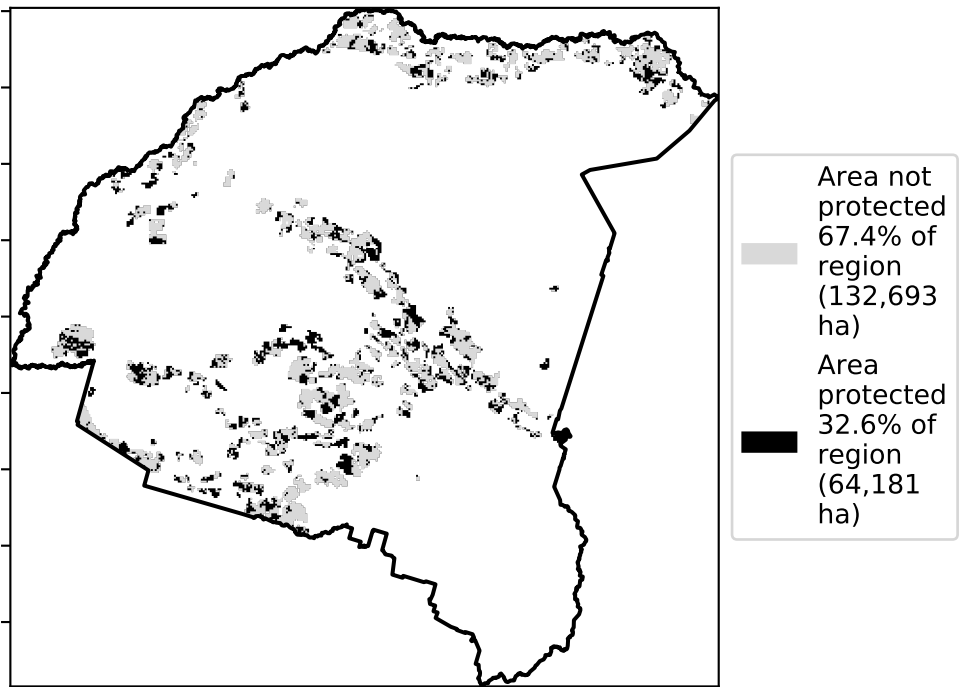 Area not
protected
67.4% of
region
(132,693
ha)
Area
protected
32.6% of
region
(64,181
ha)